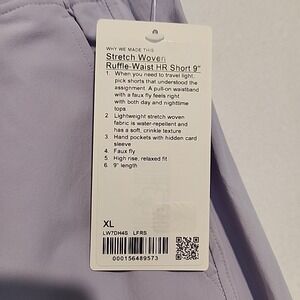 WHY WE MADE THIS
Stretch Woven
Ruffle-Waist HR Short 9"
1. When you need to travel light,
pick shorts that understood the
assignment. A pull-on waistband
with a faux fly feels right
with both day and nighttime
tops
2. Lightweight stretch woven
fabric is water-repellent and
has a soft, crinkle texture
3. Hand pockets with hidden card
sleeve
4. Faux fly
5. High rise, relaxed fit
6. 9" length
XL
LW7DH4S LFRS
000156489573